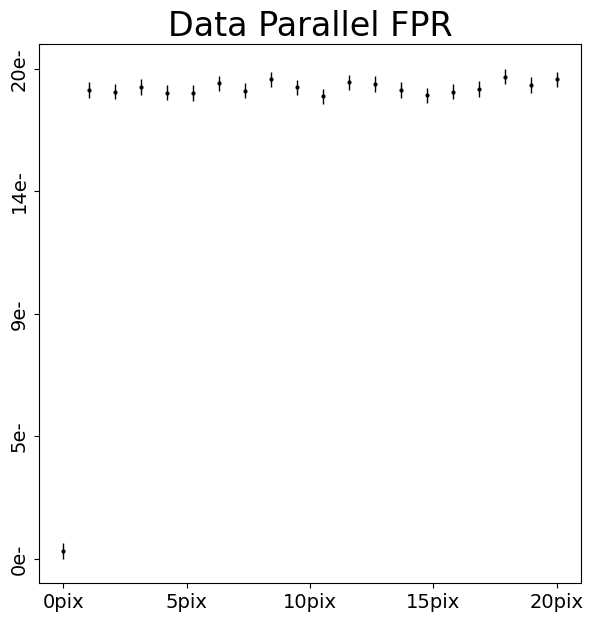 Data Parallel FPR
20e-
14e-
9e-
5e-
0e-
0pix 5pix 10pix 15pix 20pix